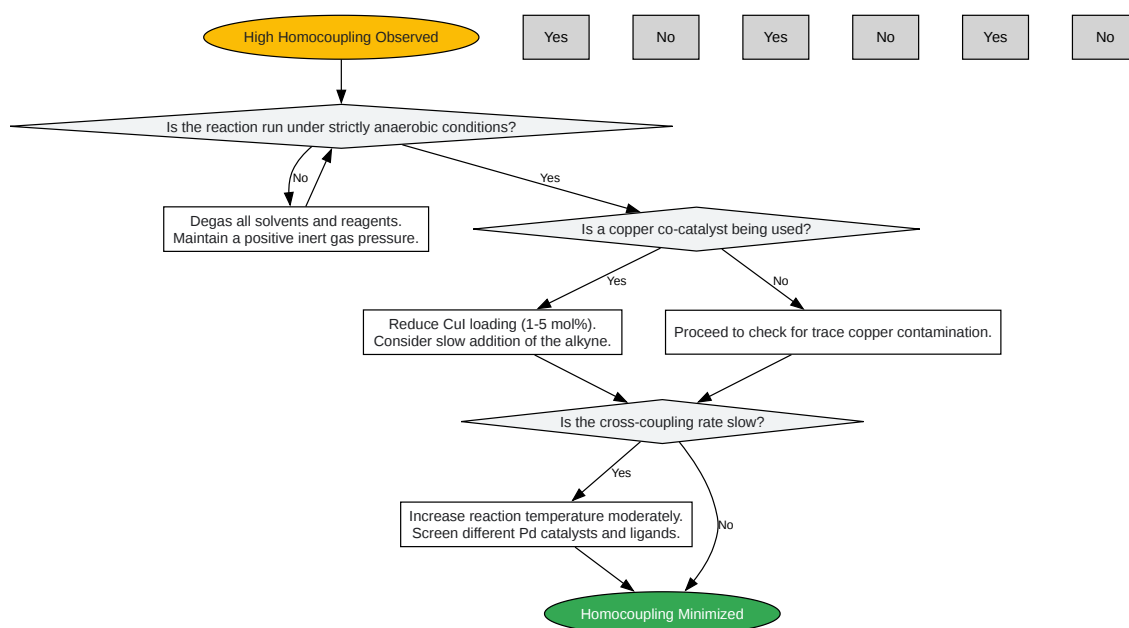 High Homocoupling Observed
Yes
No
Yes
No
Yes
No
Is the reaction run under strictly anaerobic conditions?
No
Yes
Degas all solvents and reagents.
Maintain a positive inert gas pressure.
Is a copper co-catalyst being used?
Yes
No
Reduce CuI loading (1-5 mol%).
Consider slow addition of the alkyne.
Proceed to check for trace copper contamination.
Is the cross-coupling rate slow?
Yes
Increase reaction temperature moderately.
Screen different Pd catalysts and ligands.
No
Homocoupling Minimized